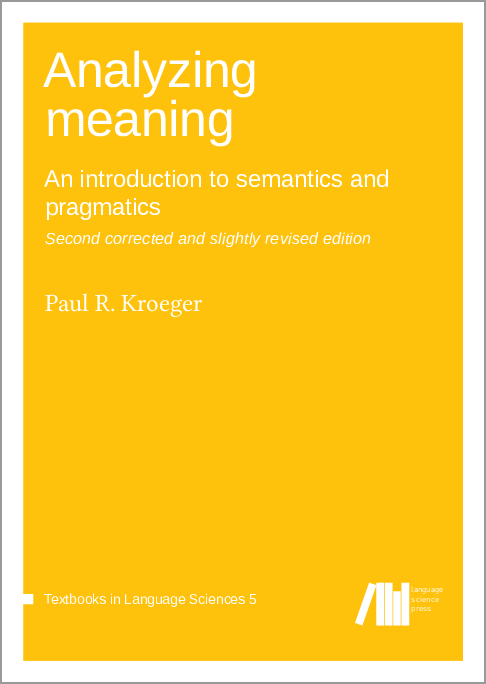 Analyzing
meaning
An introduction to semantics and
pragmatics
Second corrected and slightly revised edition
Paul R. Kroeger
Textbooks in Language Sciences 5
language
science
press